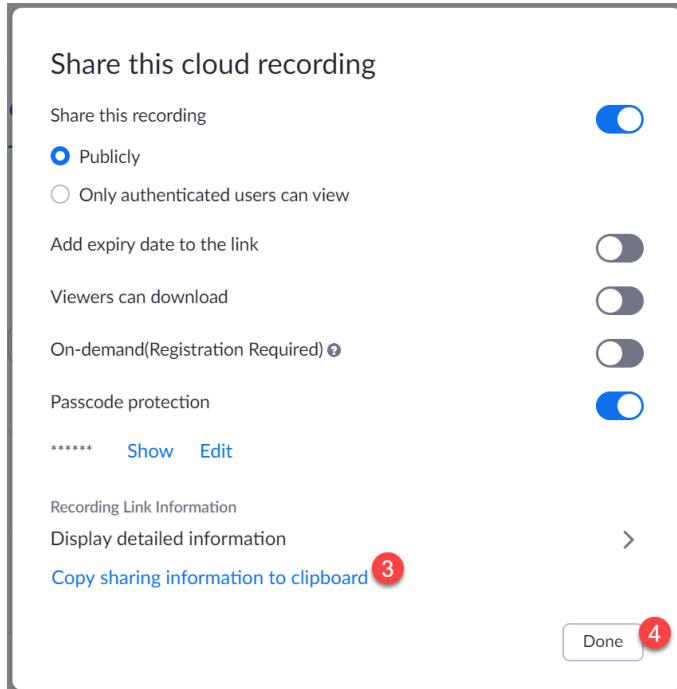 Share this cloud recording
Share this recording
Publicly
Only authenticated users can view
Add expiry date to the link
Viewers can download
On-demand(Registration Required) ?
Passcode protection
****** Show Edit
Recording Link Information
Display detailed information
Copy sharing information to clipboard 3
Done 4